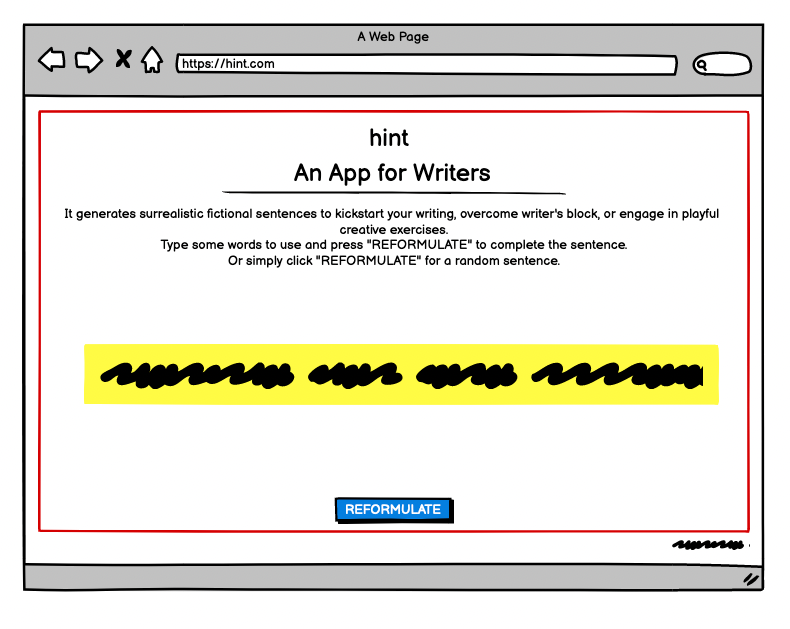 A Web Page
https://hint.com
hint
An App for Writers
It generates surrealistic fictional sentences to kickstart your writing, overcome writer's block, or engage in playful
creative exercises.
Type some words to use and press "REFORMULATE" to complete the sentence.
Or simply click "REFORMULATE" for a random sentence.
REFORMULATE